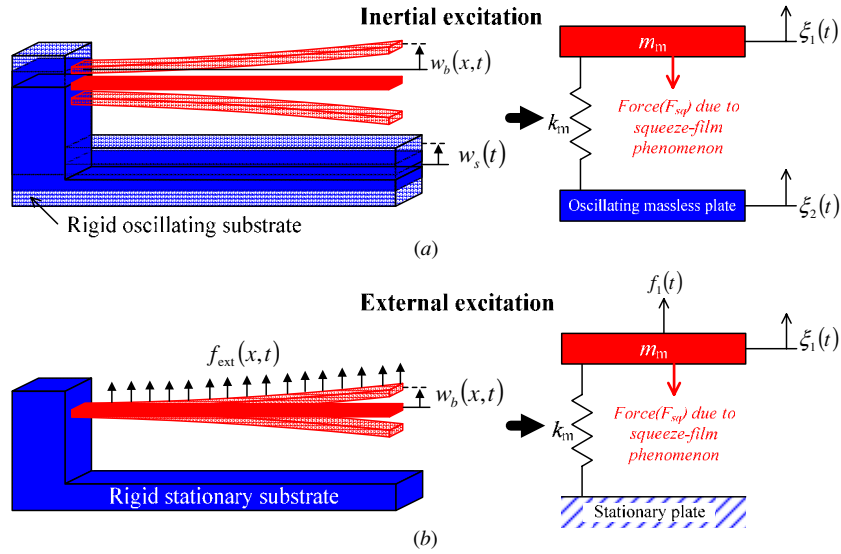 Inertial excitation
w_b(x,t)
w_s(t)
Rigid oscillating substrate
m_m
ξ_1(t)
Force(F_sq) due to
squeeze-film
phenomenon
k_m
Oscillating massless plate
ξ_2(t)
(a)
External excitation
f_ext(x,t)
w_b(x,t)
Rigid stationary substrate
f_1(t)
m_m
ξ_1(t)
Force(F_sq) due to
squeeze-film
phenomenon
k_m
Stationary plate
(b)